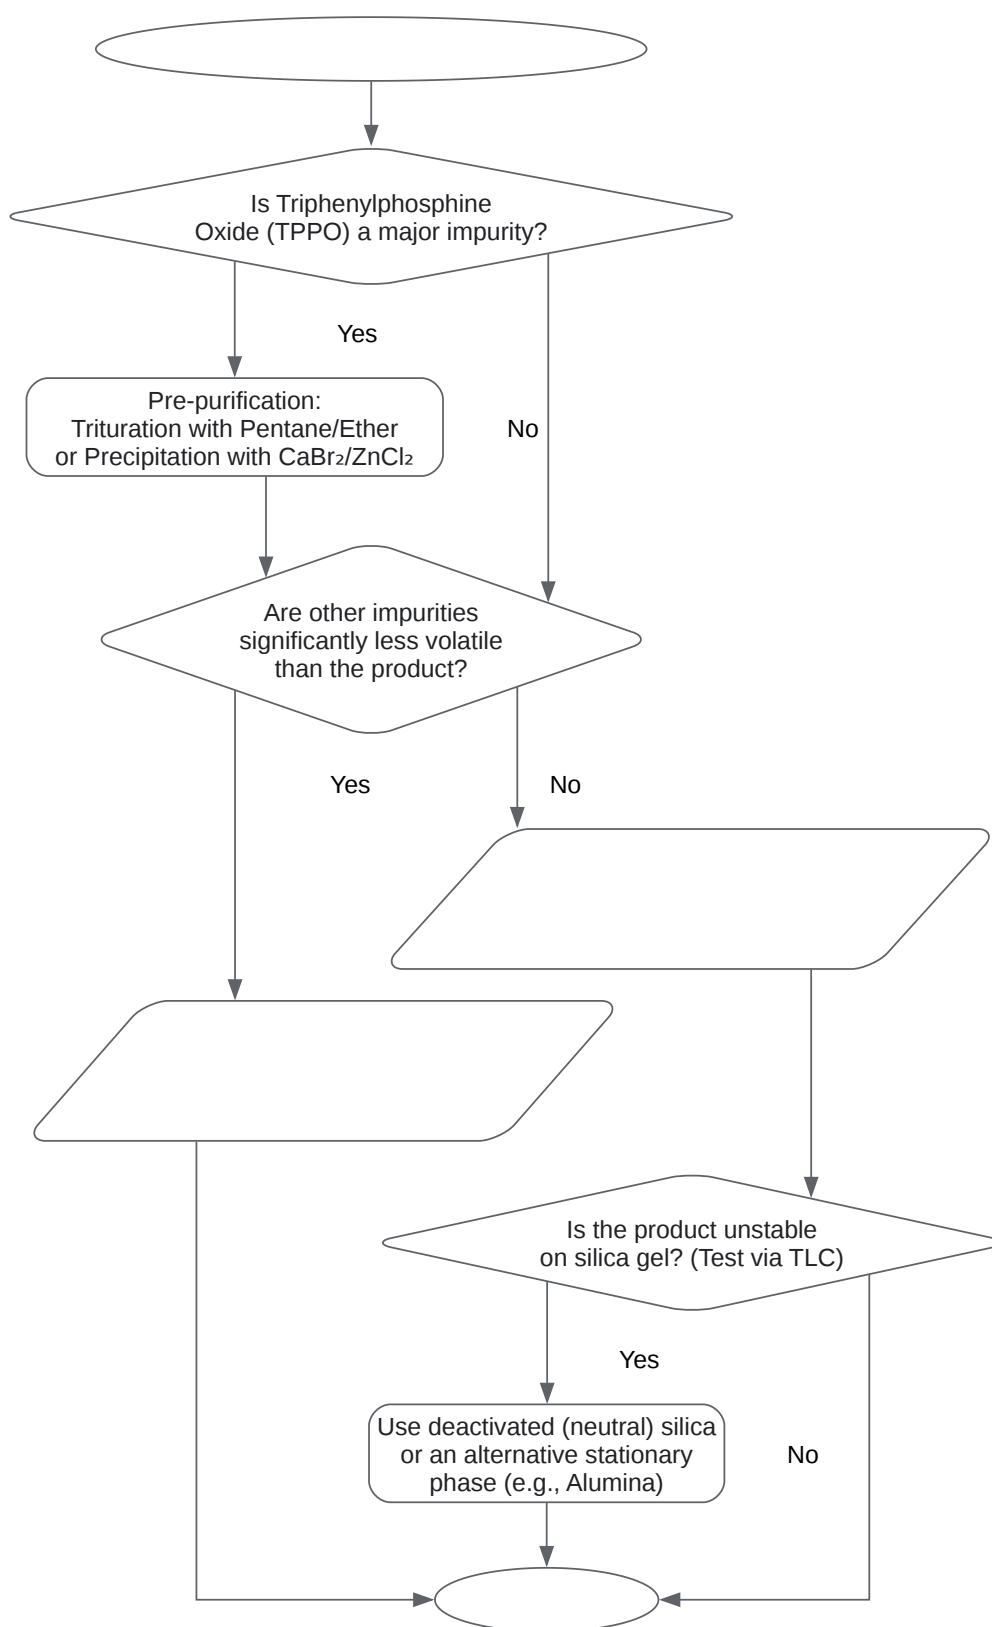 Is Triphenylphosphine
Oxide (TPPO) a major impurity?
Yes
Pre-purification:
Trituration with Pentane/Ether
or Precipitation with CaBr₂/ZnCl₂
No
Are other impurities
significantly less volatile
than the product?
Yes
No
Is the product unstable
on silica gel? (Test via TLC)
Yes
Use deactivated (neutral) silica
or an alternative stationary
phase (e.g., Alumina)
No